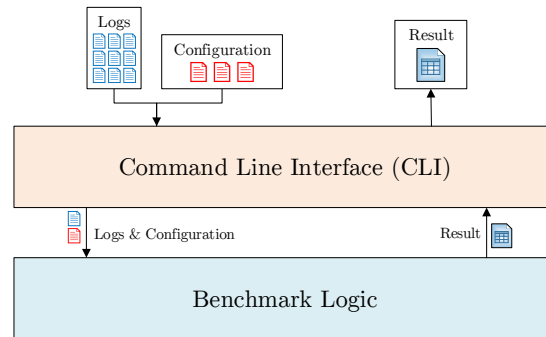 Logs
Configuration
Result
Command Line Interface (CLI)
Logs & Configuration
Result
Benchmark Logic